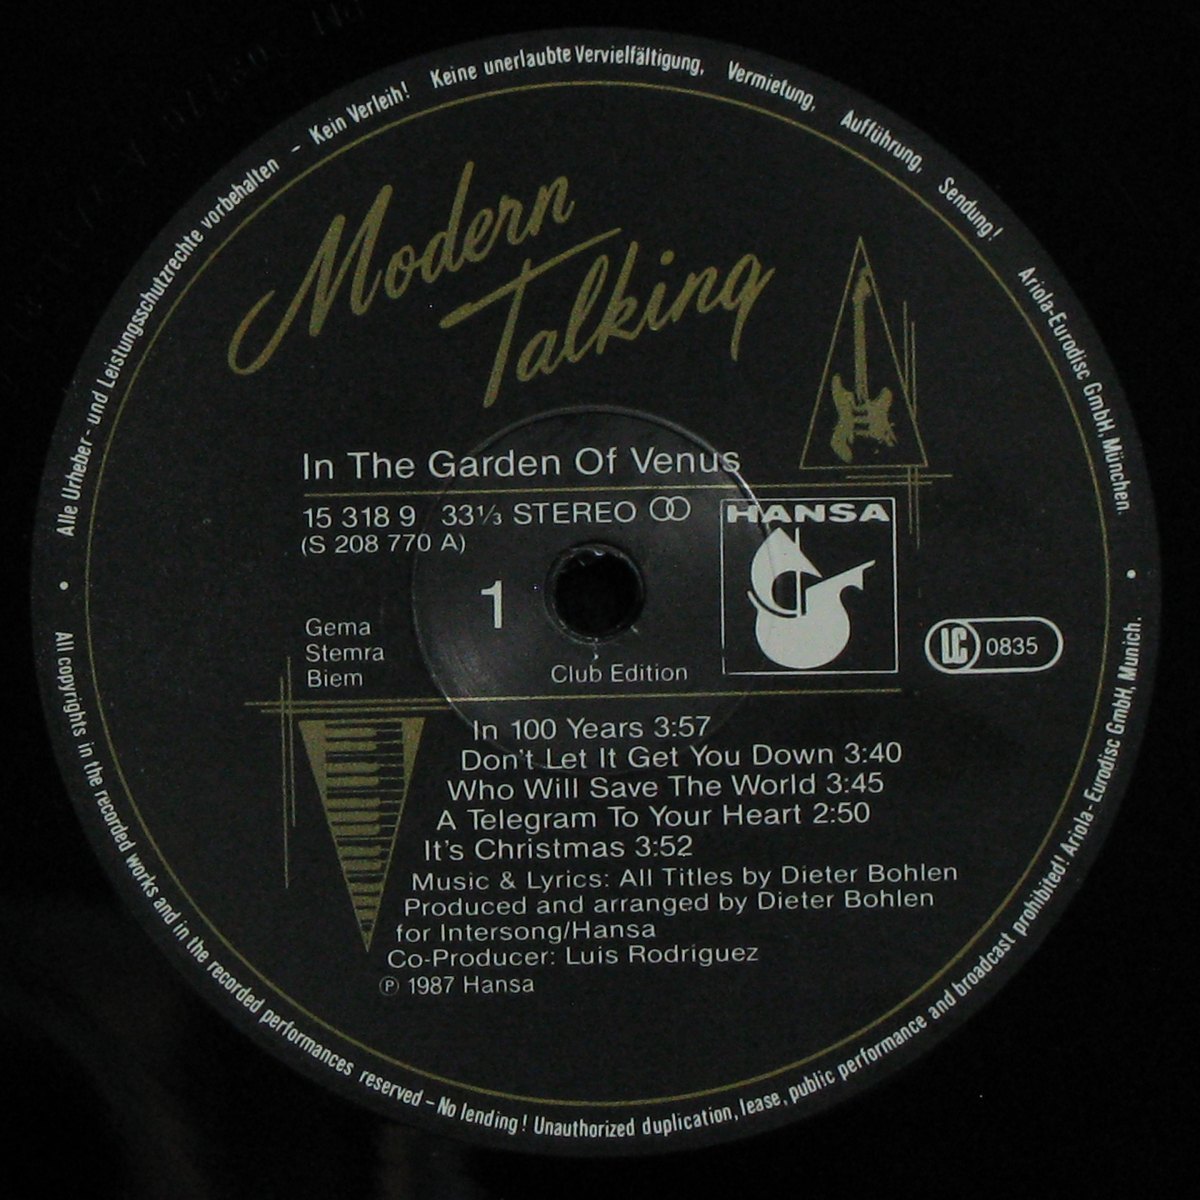 Alle Urheber- und Leistungsschutzrechte vorbehalten - Kein Verleih! Keine unerlaubte Vervielfältigung, Vermietung, Aufführung, Sendung! Ariola-Eurodisc GmbH, München.
Modern
Talking
In The Garden Of Venus
15 318 9 33⅓ STEREO
(S 208 770 A)
HANSA
1
LC 0835
Gema
Stemra
Biem
Club Edition
In 100 Years 3:57
Don't Let It Get You Down 3:40
Who Will Save The World 3:45
A Telegram To Your Heart 2:50
It's Christmas 3:52
Music & Lyrics: All Titles by Dieter Bohlen
Produced and arranged by Dieter Bohlen
for Intersong/Hansa
Co-Producer: Luis Rodriguez
℗ 1987 Hansa
All copyrights in the recorded works and in the recorded performances reserved – No lending! Unauthorized duplication, lease, public performance and broadcast prohibited! Ariola-Eurodisc GmbH, Munich.